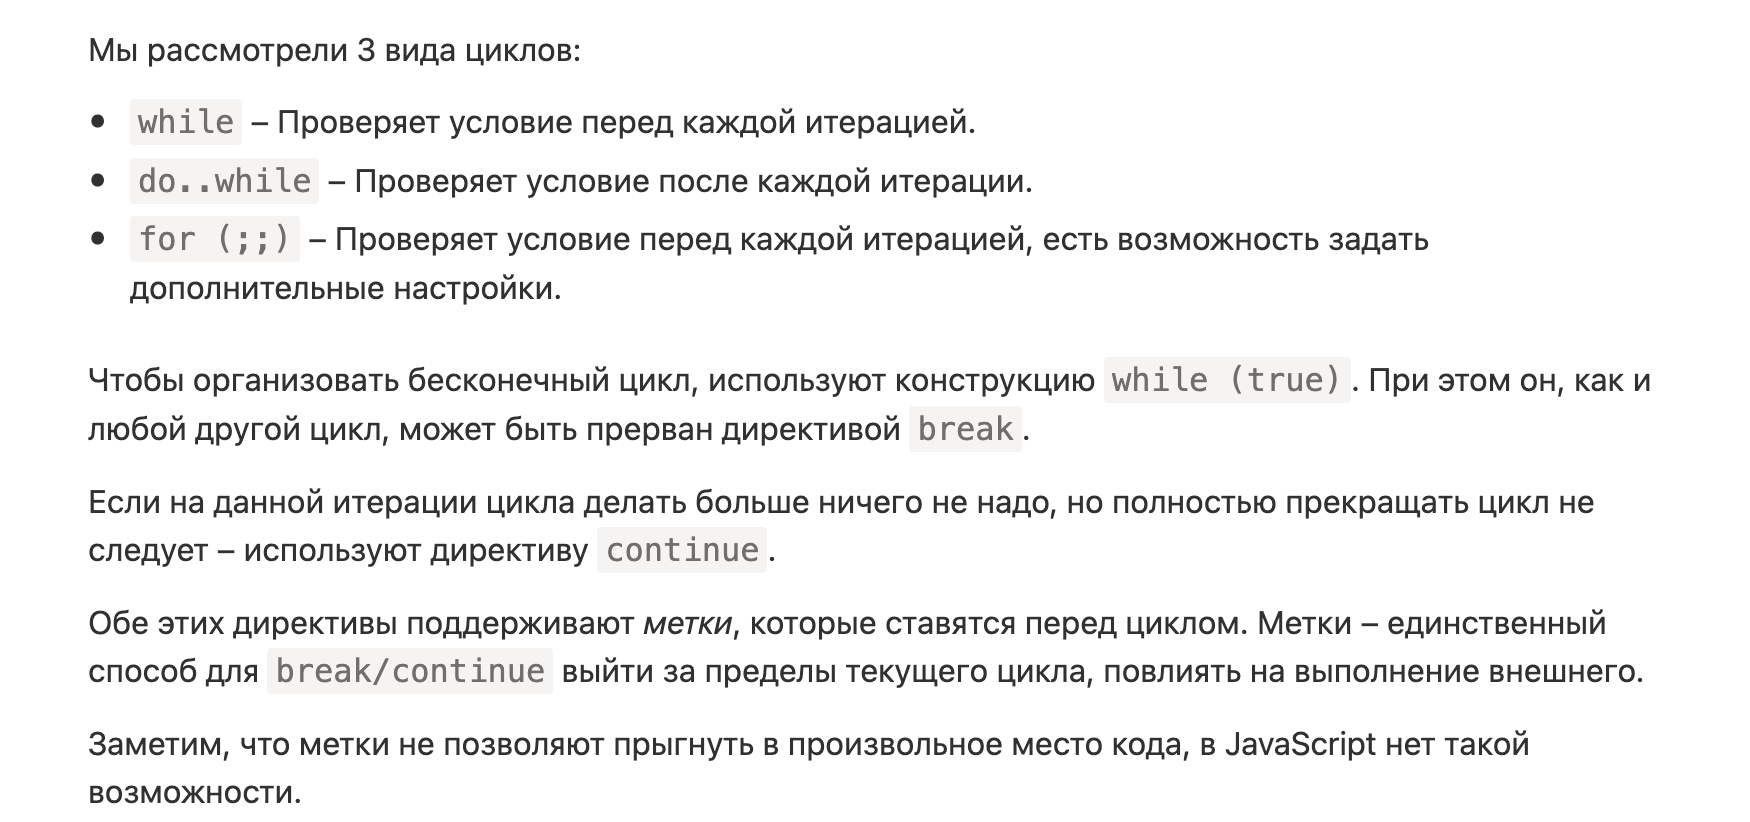 Мы рассмотрели 3 вида циклов:
• while – Проверяет условие перед каждой итерацией.
• do..while – Проверяет условие после каждой итерации.
• for (;;) – Проверяет условие перед каждой итерацией, есть возможность задать
дополнительные настройки.
Чтобы организовать бесконечный цикл, используют конструкцию while (true). При этом он, как и
любой другой цикл, может быть прерван директивой break.
Если на данной итерации цикла делать больше ничего не надо, но полностью прекращать цикл не
следует – используют директиву continue.
Обе этих директивы поддерживают метки, которые ставятся перед циклом. Метки – единственный
способ для break/continue выйти за пределы текущего цикла, повлиять на выполнение внешнего.
Заметим, что метки не позволяют прыгнуть в произвольное место кода, в JavaScript нет такой
возможности.